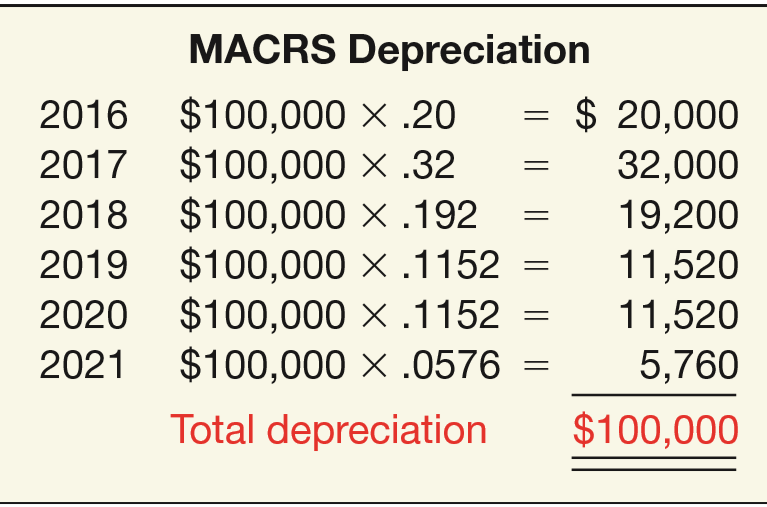 MACRS Depreciation
2016 $100,000 × .20 = $ 20,000
2017 $100,000 × .32 = 32,000
2018 $100,000 × .192 = 19,200
2019 $100,000 × .1152 = 11,520
2020 $100,000 × .1152 = 11,520
2021 $100,000 × .0576 = 5,760
Total depreciation $100,000